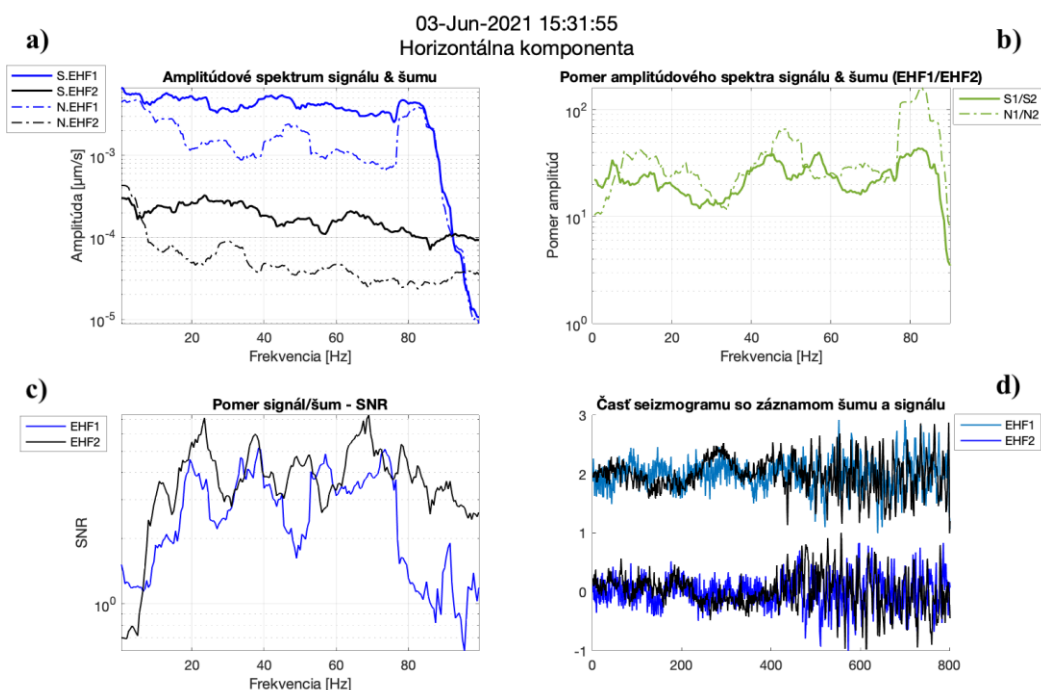 03-Jun-2021 15:31:55
Horizontálna komponenta
a)
S.EHF1
S.EHF2
N.EHF1
N.EHF2
Amplitúdové spektrum signálu & šumu
Amplitúda [µm/s]
10⁻³
10⁻⁴
10⁻⁵
20 40 60 80
Frekvencia [Hz]
b)
Pomer amplitúdového spektra signálu & šumu (EHF1/EHF2)
S1/S2
N1/N2
Pomer amplitúd
10²
10¹
10⁰
0 20 40 60 80
Frekvencia [Hz]
c)
EHF1
EHF2
Pomer signál/šum - SNR
SNR
10⁰
20 40 60 80
Frekvencia [Hz]
d)
Časť seizmogramu so záznamom šumu a signálu
EHF1
EHF2
3
2
1
0
-1
0 200 400 600 800